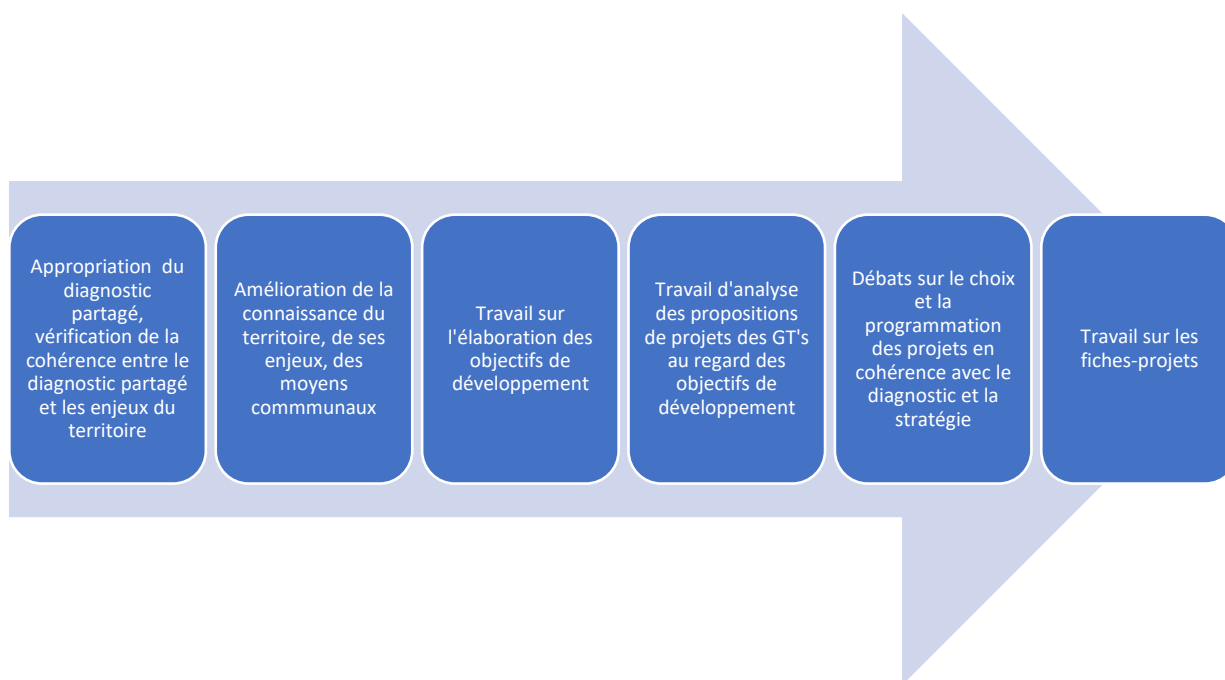 Appropriation du
diagnostic
partagé,
vérification de la
cohérence entre le
diagnostic partagé
et les enjeux du
territoire
Amélioration de la
connaissance du
territoire, de ses
enjeux, des
moyens
commmunaux
Travail sur
l'élaboration des
objectifs de
développement
Travail d'analyse
des propositions
de projets des GT's
au regard des
objectifs de
développement
Débats sur le choix
et la
programmation
des projets en
cohérence avec le
diagnostic et la
stratégie
Travail sur les
fiches-projets